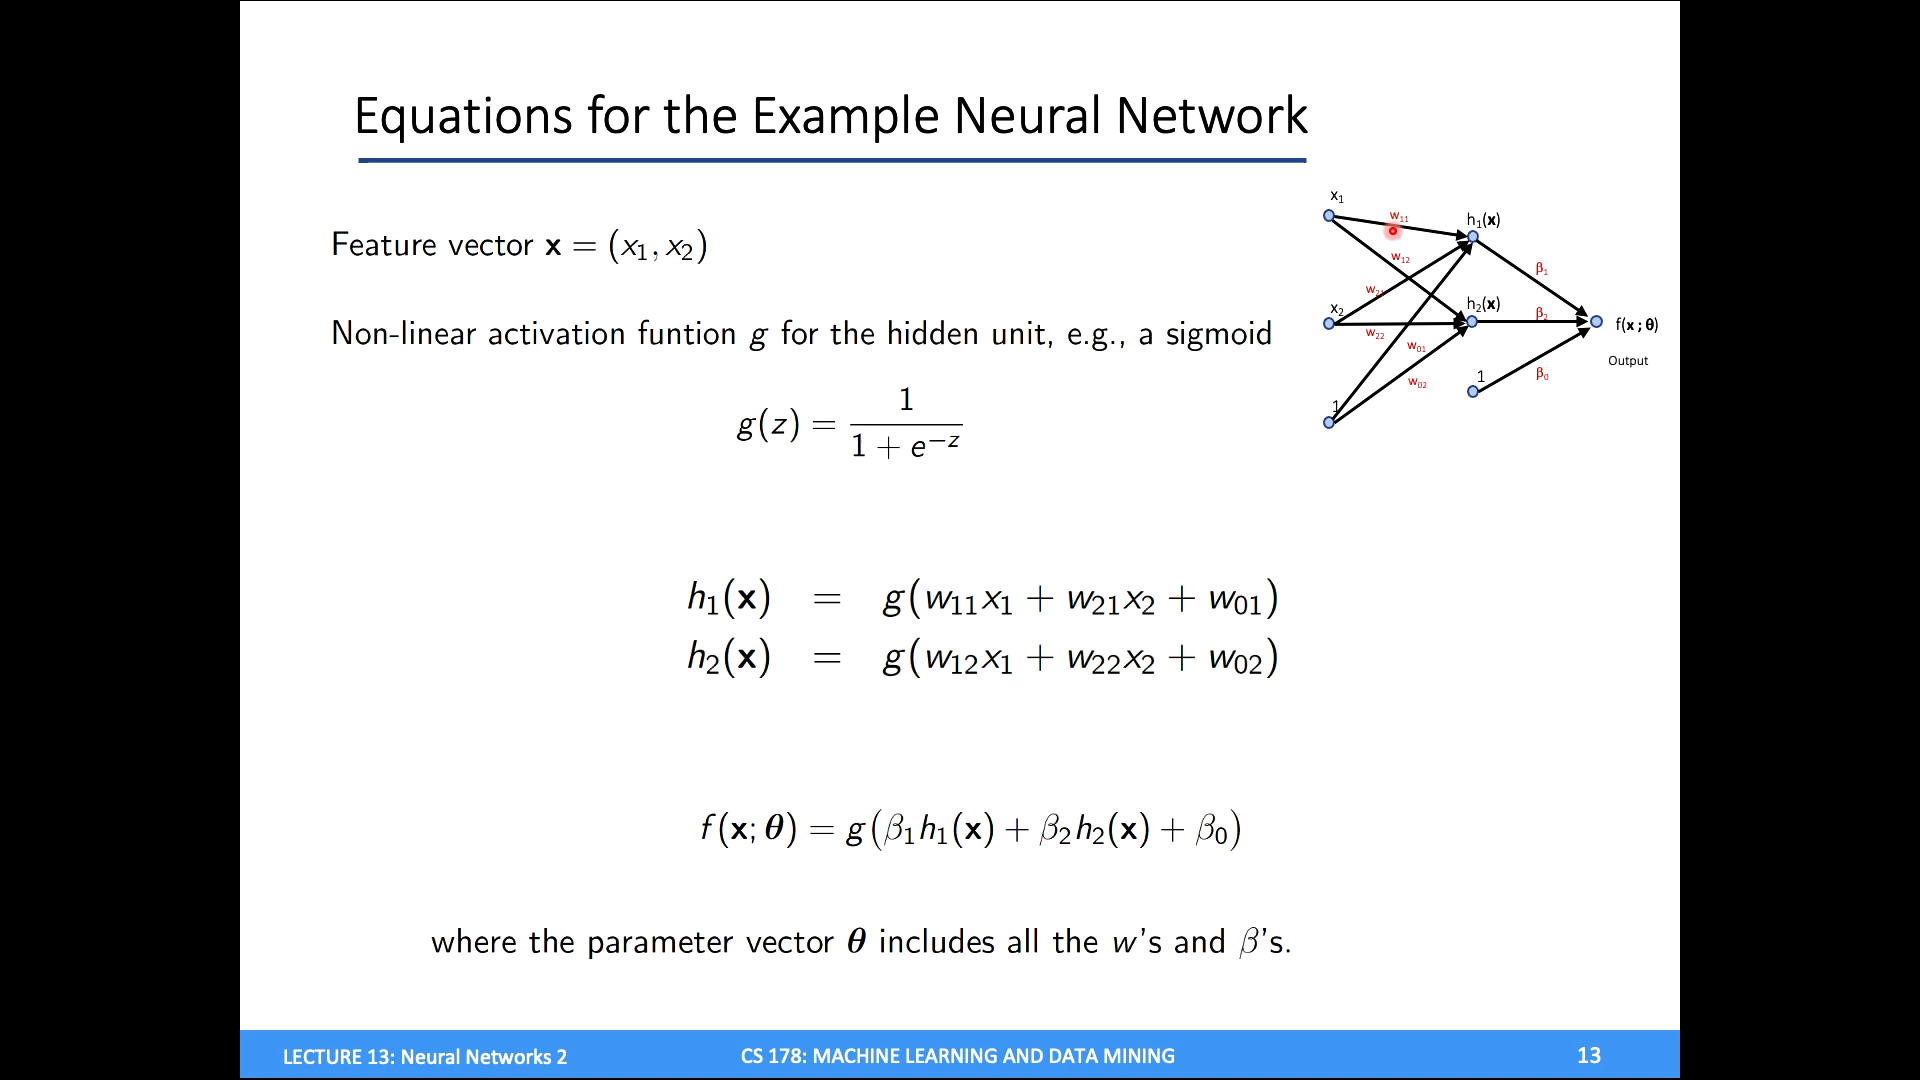 Equations for the Example Neural Network
Feature vector x = (x₁, x₂)
Non-linear activation funtion g for the hidden unit, e.g., a sigmoid
g(z) = 1 / (1 + e⁻ᶻ)
h₁(x) = g(w₁₁x₁ + w₂₁x₂ + w₀₁)
h₂(x) = g(w₁₂x₁ + w₂₂x₂ + w₀₂)
f(x; θ) = g(β₁h₁(x) + β₂h₂(x) + β₀)
where the parameter vector θ includes all the w's and β's.
x₁
w₁₁
h₁(x)
w₁₂
β₁
w₂₁
x₂
h₂(x)
β₂
f(x ; θ)
w₂₂
w₀₁
Output
w₀₂
1
β₀
1
LECTURE 13: Neural Networks 2
CS 178: MACHINE LEARNING AND DATA MINING
13